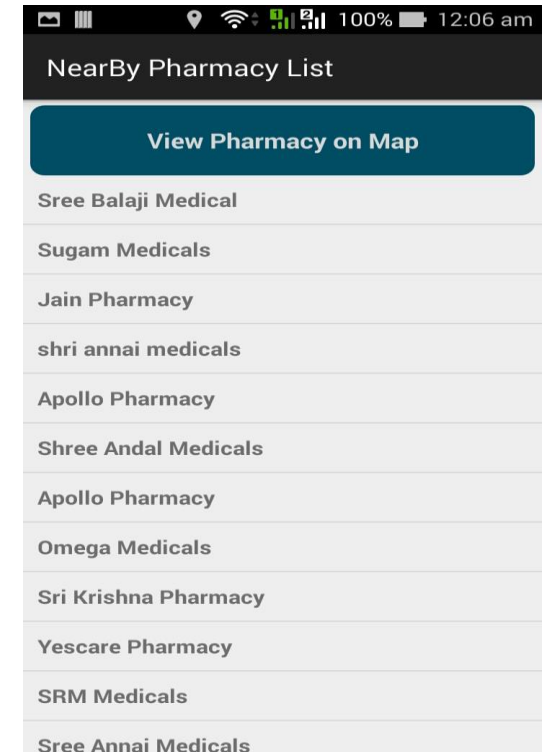 1 2 100% 12:06 am
NearBy Pharmacy List
View Pharmacy on Map
Sree Balaji Medical
Sugam Medicals
Jain Pharmacy
shri annai medicals
Apollo Pharmacy
Shree Andal Medicals
Apollo Pharmacy
Omega Medicals
Sri Krishna Pharmacy
Yescare Pharmacy
SRM Medicals
Sree Annai Medicals